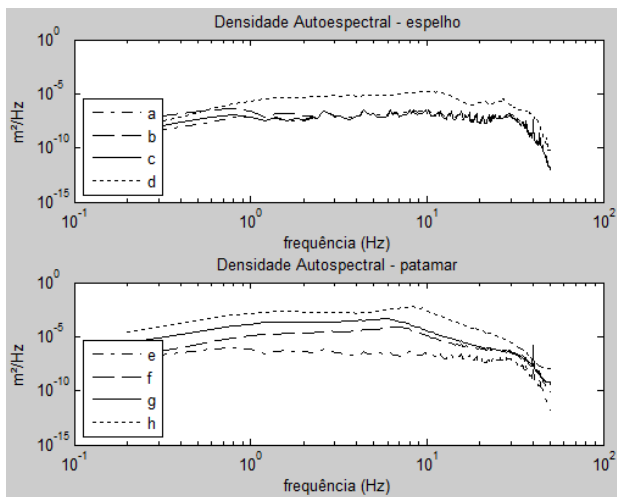 Densidade Autoespectral - espelho
10^0
10^-5
10^-10
10^-15
m²/Hz
a
b
c
d
10^-1
10^0
10^1
10^2
frequência (Hz)
Densidade Autospectral - patamar
10^0
10^-5
10^-10
10^-15
m²/Hz
e
f
g
h
10^-1
10^0
10^1
10^2
frequência (Hz)